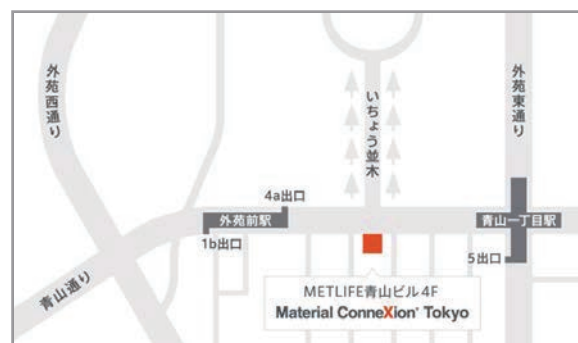 外苑西通り
いちょう並木
外苑東通り
4a出口
外苑前駅
青山一丁目駅
1b出口
5出口
青山通り
METLIFE青山ビル4F
Material ConneXion® Tokyo